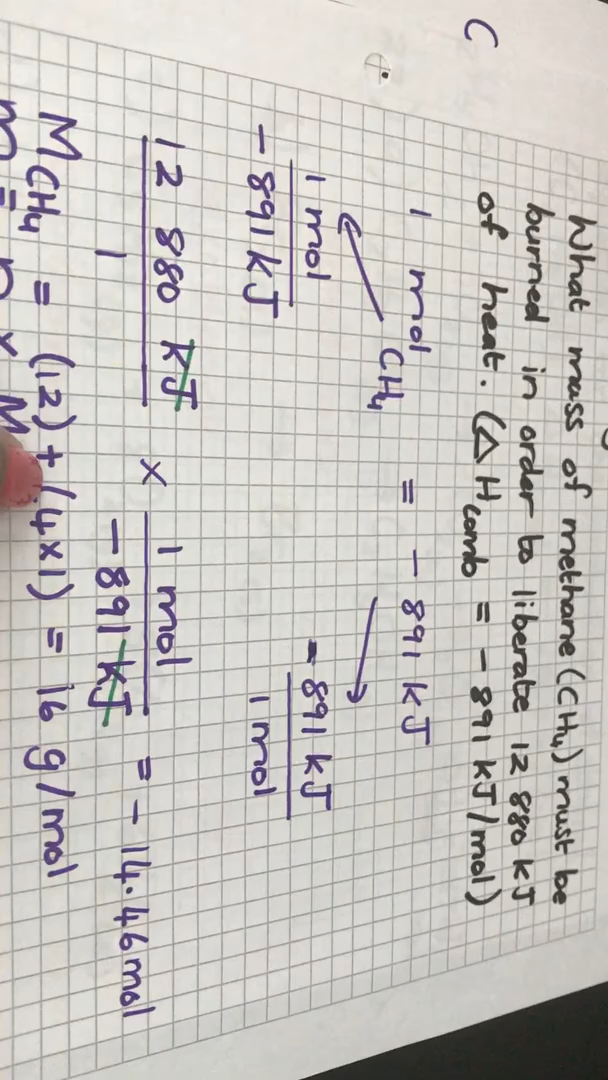 C
What mass of methane (CH₄) must be
burned in order to liberate 12 880 kJ
of heat. (△ H comb = - 891 kJ/mol)
1 mol CH₄ = - 891 kJ
1 mol
- 891 kJ
- 891 kJ
1 mol
12 880 kJ × 1 mol = - 14.46 mol
1 - 891 kJ
M CH₄ = (12) + (4×1) = 16 g/mol
m = n × M